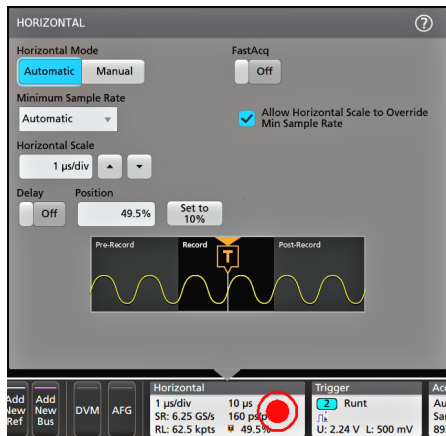 HORIZONTAL
?
Horizontal Mode
FastAcq
Automatic Manual
Off
Minimum Sample Rate
Automatic
Allow Horizontal Scale to Override
Min Sample Rate
Horizontal Scale
1 µs/div
Delay Position
Off 49.5% Set to
10%
Pre-Record Record Post-Record
T
Add
New
Ref
Add
New
Bus
DVM
AFG
Horizontal
1 µs/div 10 µs
SR: 6.25 GS/s 160
RL: 62.5 kpts 49.5%
Trigger
2 Runt
U: 2.24 V L: 500 mV